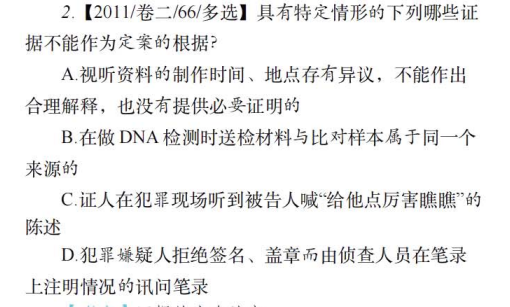 2.【2011/卷二/66/多选】具有特定情形的下列哪些证
据不能作为定案的根据?
A.视听资料的制作时间、地点存有异议，不能作出
合理解释，也没有提供必要证明的
B.在做 DNA 检测时送检材料与比对样本属于同一个
来源的
C.证人在犯罪现场听到被告人喊“给他点厉害瞧瞧”的
陈述
D.犯罪嫌疑人拒绝签名、盖章而由侦查人员在笔录
上注明情况的讯问笔录